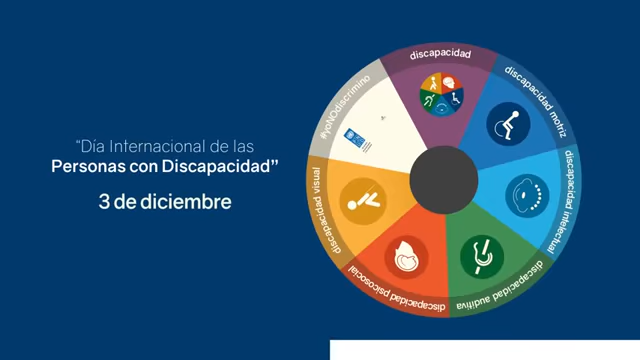 “Día Internacional de las
Personas con Discapacidad”
3 de diciembre
discapacidad
discapacidad motriz
discapacidad intelectual
discapacidad auditiva
discapacidad psicosocial
discapacidad visual
#yoNOdiscrimino